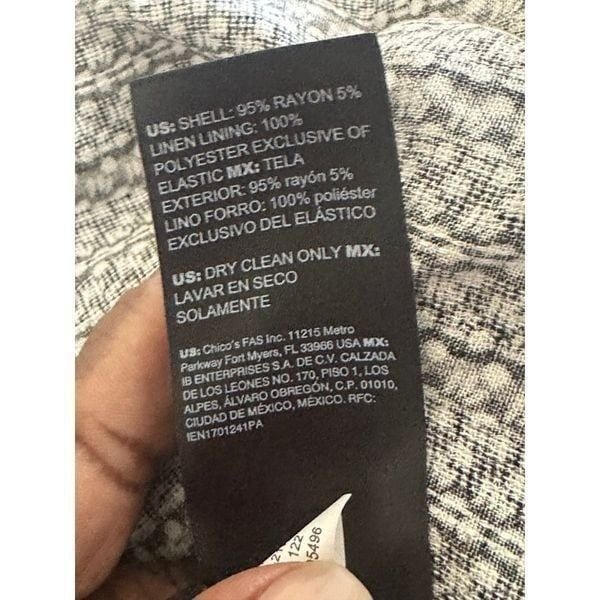 US: SHELL: 95% RAYON 5%
LINEN LINING: 100%
POLYESTER EXCLUSIVE OF
ELASTIC MX: TELA
EXTERIOR: 95% rayón 5%
LINO FORRO: 100% poliéster
EXCLUSIVO DEL ELÁSTICO
US: DRY CLEAN ONLY MX:
LAVAR EN SECO
SOLAMENTE
US: Chico's FAS Inc. 11215 Metro
Parkway Fort Myers, FL 33966 USA MX:
IB ENTERPRISES S.A. DE C.V. CALZADA
DE LOS LEONES NO. 170, PISO 1, LOS
ALPES, ÁLVARO OBREGÓN, C.P. 01010,
CIUDAD DE MÉXICO, MÉXICO. RFC:
IEN1701241PA
122
5496